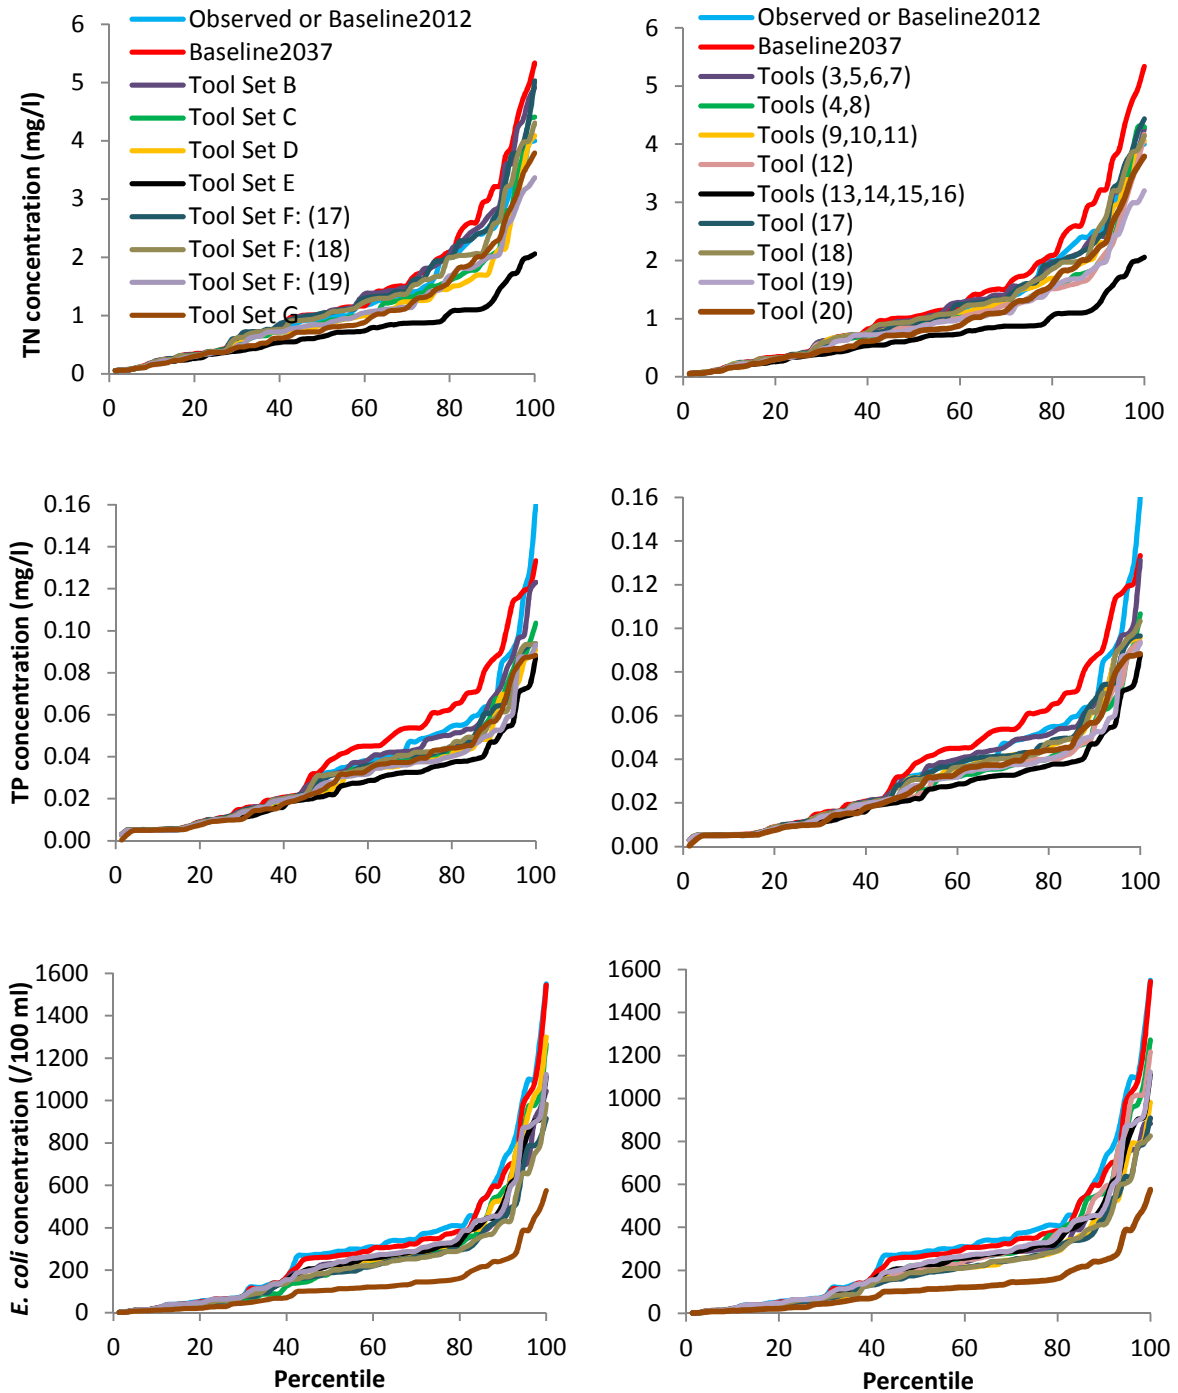 6
5
4
3
2
1
0
TN concentration (mg/l)
Observed or Baseline2012
Baseline2037
Tool Set B
Tool Set C
Tool Set D
Tool Set E
Tool Set F: (17)
Tool Set F: (18)
Tool Set F: (19)
Tool Set G
0 20 40 60 80 100
6
5
4
3
2
1
0
Observed or Baseline2012
Baseline2037
Tools (3,5,6,7)
Tools (4,8)
Tools (9,10,11)
Tool (12)
Tools (13,14,15,16)
Tool (17)
Tool (18)
Tool (19)
Tool (20)
0 20 40 60 80 100
0.16
0.14
0.12
0.10
0.08
0.06
0.04
0.02
0.00
TP concentration (mg/l)
0 20 40 60 80 100
0.16
0.14
0.12
0.10
0.08
0.06
0.04
0.02
0.00
0 20 40 60 80 100
1600
1400
1200
1000
800
600
400
200
0
E. coli concentration (/100 ml)
0 20 40 60 80 100
Percentile
1600
1400
1200
1000
800
600
400
200
0
0 20 40 60 80 100
Percentile